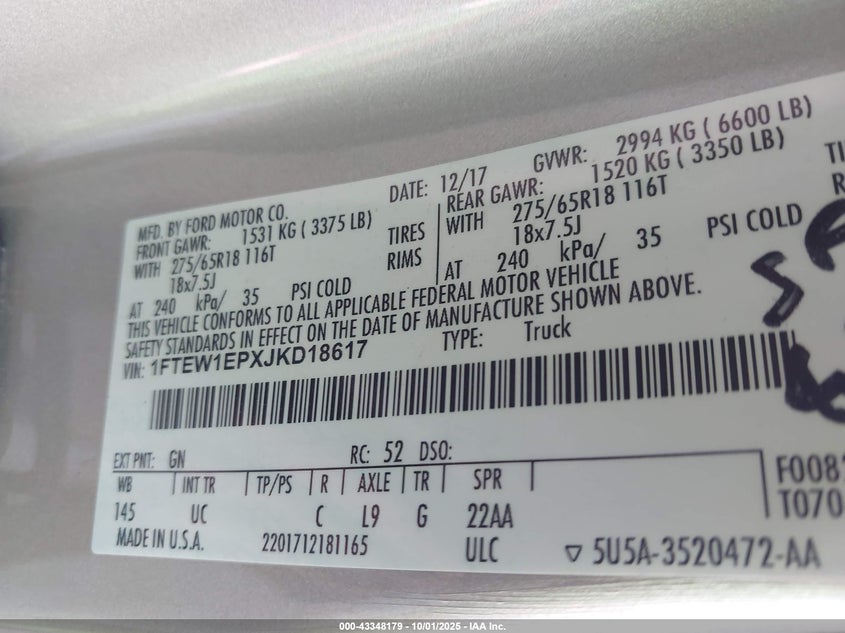 MFD. BY FORD MOTOR CO.
DATE: 12/17
GVWR: 2994 KG ( 6600 LB)
FRONT GAWR: 1531 KG ( 3375 LB)
REAR GAWR: 1520 KG ( 3350 LB)
WITH 275/65R18 116T TIRES
WITH 275/65R18 116T TI
18x7.5J RIMS
18x7.5J R
AT 240 kPa/ 35 PSI COLD
AT 240 kPa/ 35 PSI COLD
THIS VEHICLE CONFORMS TO ALL APPLICABLE FEDERAL MOTOR VEHICLE
SAFETY STANDARDS IN EFFECT ON THE DATE OF MANUFACTURE SHOWN ABOVE.
VIN: 1FTEW1EPXJKD18617
TYPE: Truck
EXT PNT: GN RC: 52 DSO:
WB INT TR TP/PS R AXLE TR SPR
145 UC C L9 G 22AA
F008
T070
MADE IN U.S.A. 2201712181165 ULC ▽ 5U5A-3520472-AA
000-43348179 - 10/01/2025 - IAA Inc.